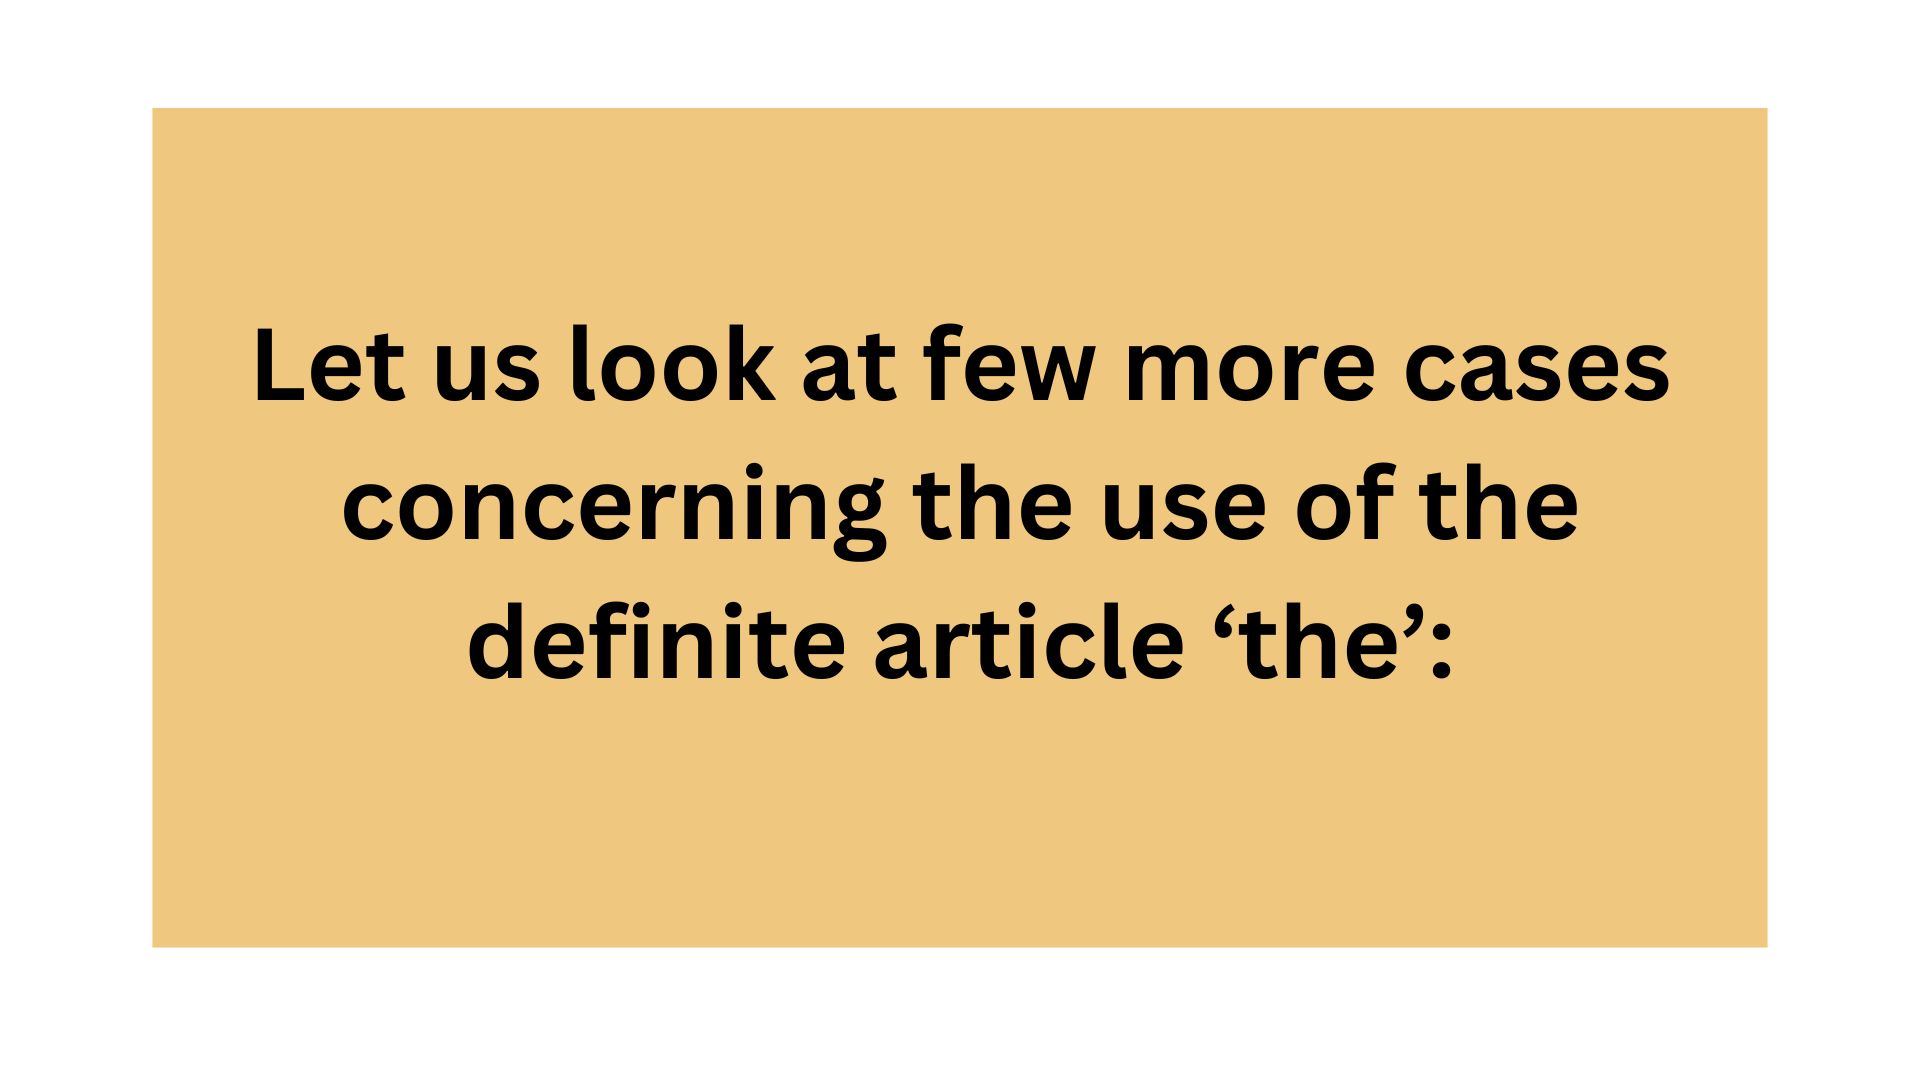 Let us look at few more cases
concerning the use of the
definite article ‘the’: